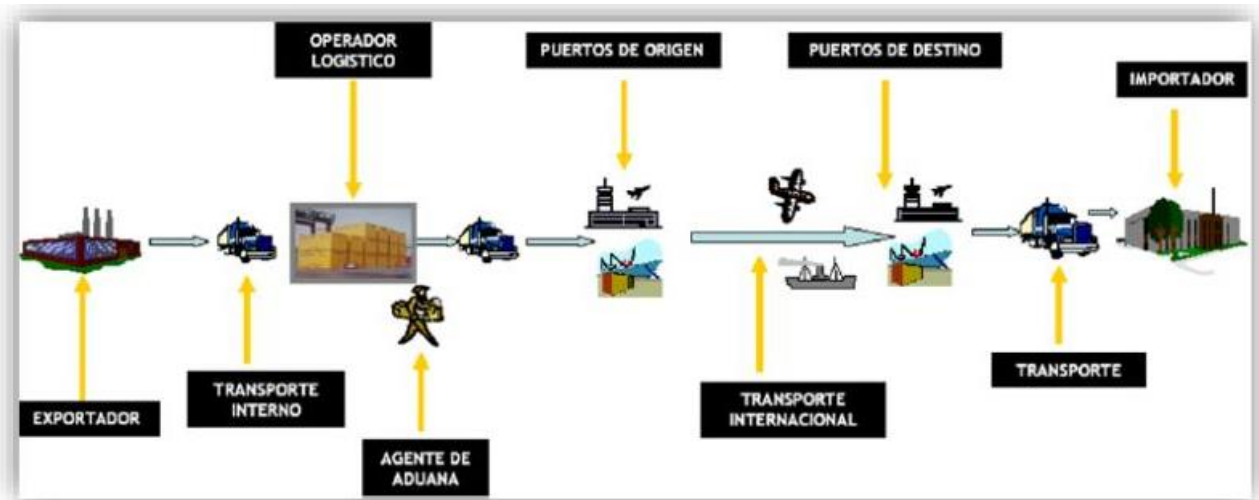 OPERADOR
LOGISTICO
PUERTOS DE ORIGEN
PUERTOS DE DESTINO
IMPORTADOR
EXPORTADOR
TRANSPORTE
INTERNO
AGENTE DE
ADUANA
TRANSPORTE
INTERNACIONAL
TRANSPORTE